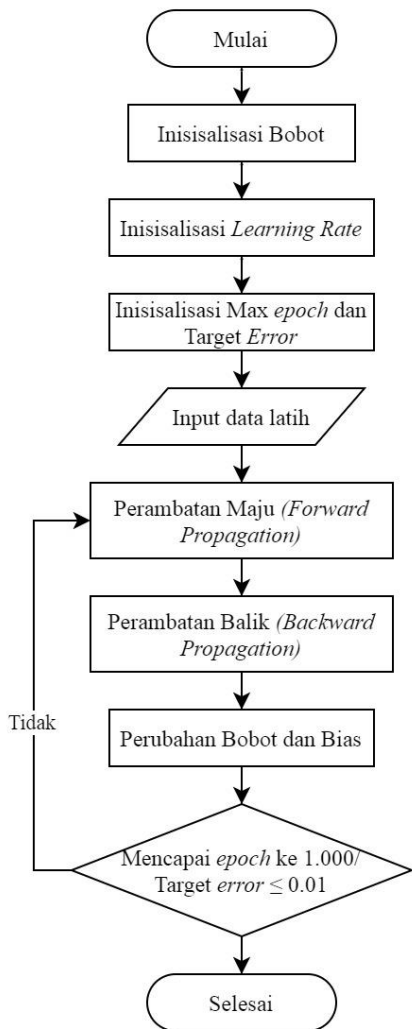 Mulai
Inisisalisasi Bobot
Inisisalisasi Learning Rate
Inisisalisasi Max epoch dan
Target Error
Input data latih
Perambatan Maju (Forward
Propagation)
Perambatan Balik (Backward
Propagation)
Tidak
Perubahan Bobot dan Bias
Mencapai epoch ke 1.000/
Target error ≤ 0.01
Selesai